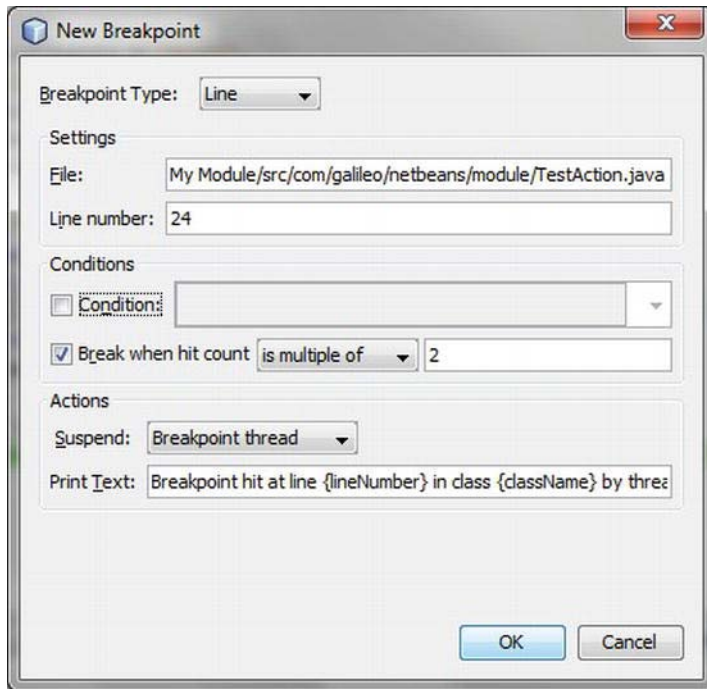 New Breakpoint
Breakpoint Type: Line
Settings
File: My Module/src/com/galileo/netbeans/module/TestAction.java
Line number: 24
Conditions
Condition:
Break when hit count is multiple of 2
Actions
Suspend: Breakpoint thread
Print Text: Breakpoint hit at line {lineNumber} in class {className} by threa
OK Cancel